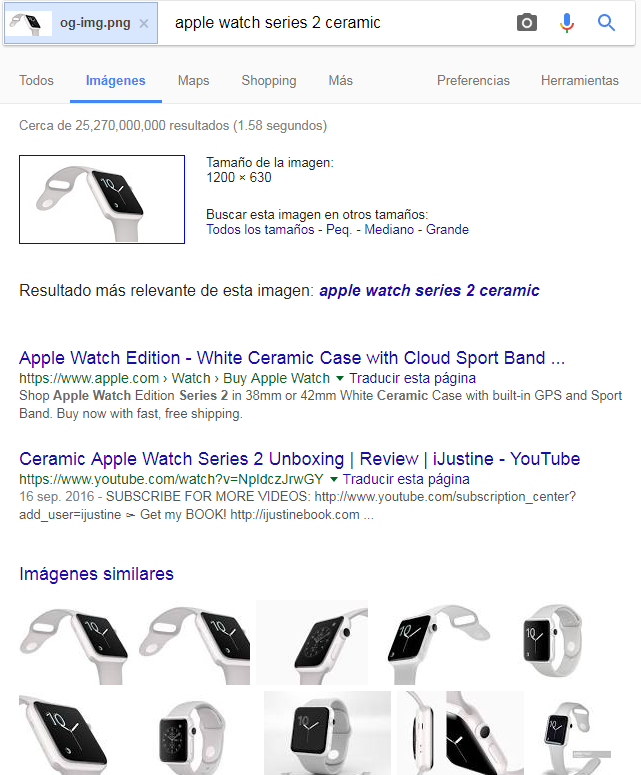 og-img.png × apple watch series 2 ceramic
Todos Imágenes Maps Shopping Más Preferencias Herramientas
Cerca de 25,270,000,000 resultados (1.58 segundos)
Tamaño de la imagen:
1200 × 630
Buscar esta imagen en otros tamaños:
Todos los tamaños - Peq. - Mediano - Grande
Resultado más relevante de esta imagen: apple watch series 2 ceramic
Apple Watch Edition - White Ceramic Case with Cloud Sport Band ...
https://www.apple.com › Watch › Buy Apple Watch ▼ Traducir esta página
Shop Apple Watch Edition Series 2 in 38mm or 42mm White Ceramic Case with built-in GPS and Sport
Band. Buy now with fast, free shipping.
Ceramic Apple Watch Series 2 Unboxing | Review | iJustine - YouTube
https://www.youtube.com/watch?v=NpIdczJrwGY ▼ Traducir esta página
16 sep. 2016 - SUBSCRIBE FOR MORE VIDEOS: http://www.youtube.com/subscription_center?
add_user=ijustine ➣ Get my BOOK! http://ijustinebook.com ...
Imágenes similares